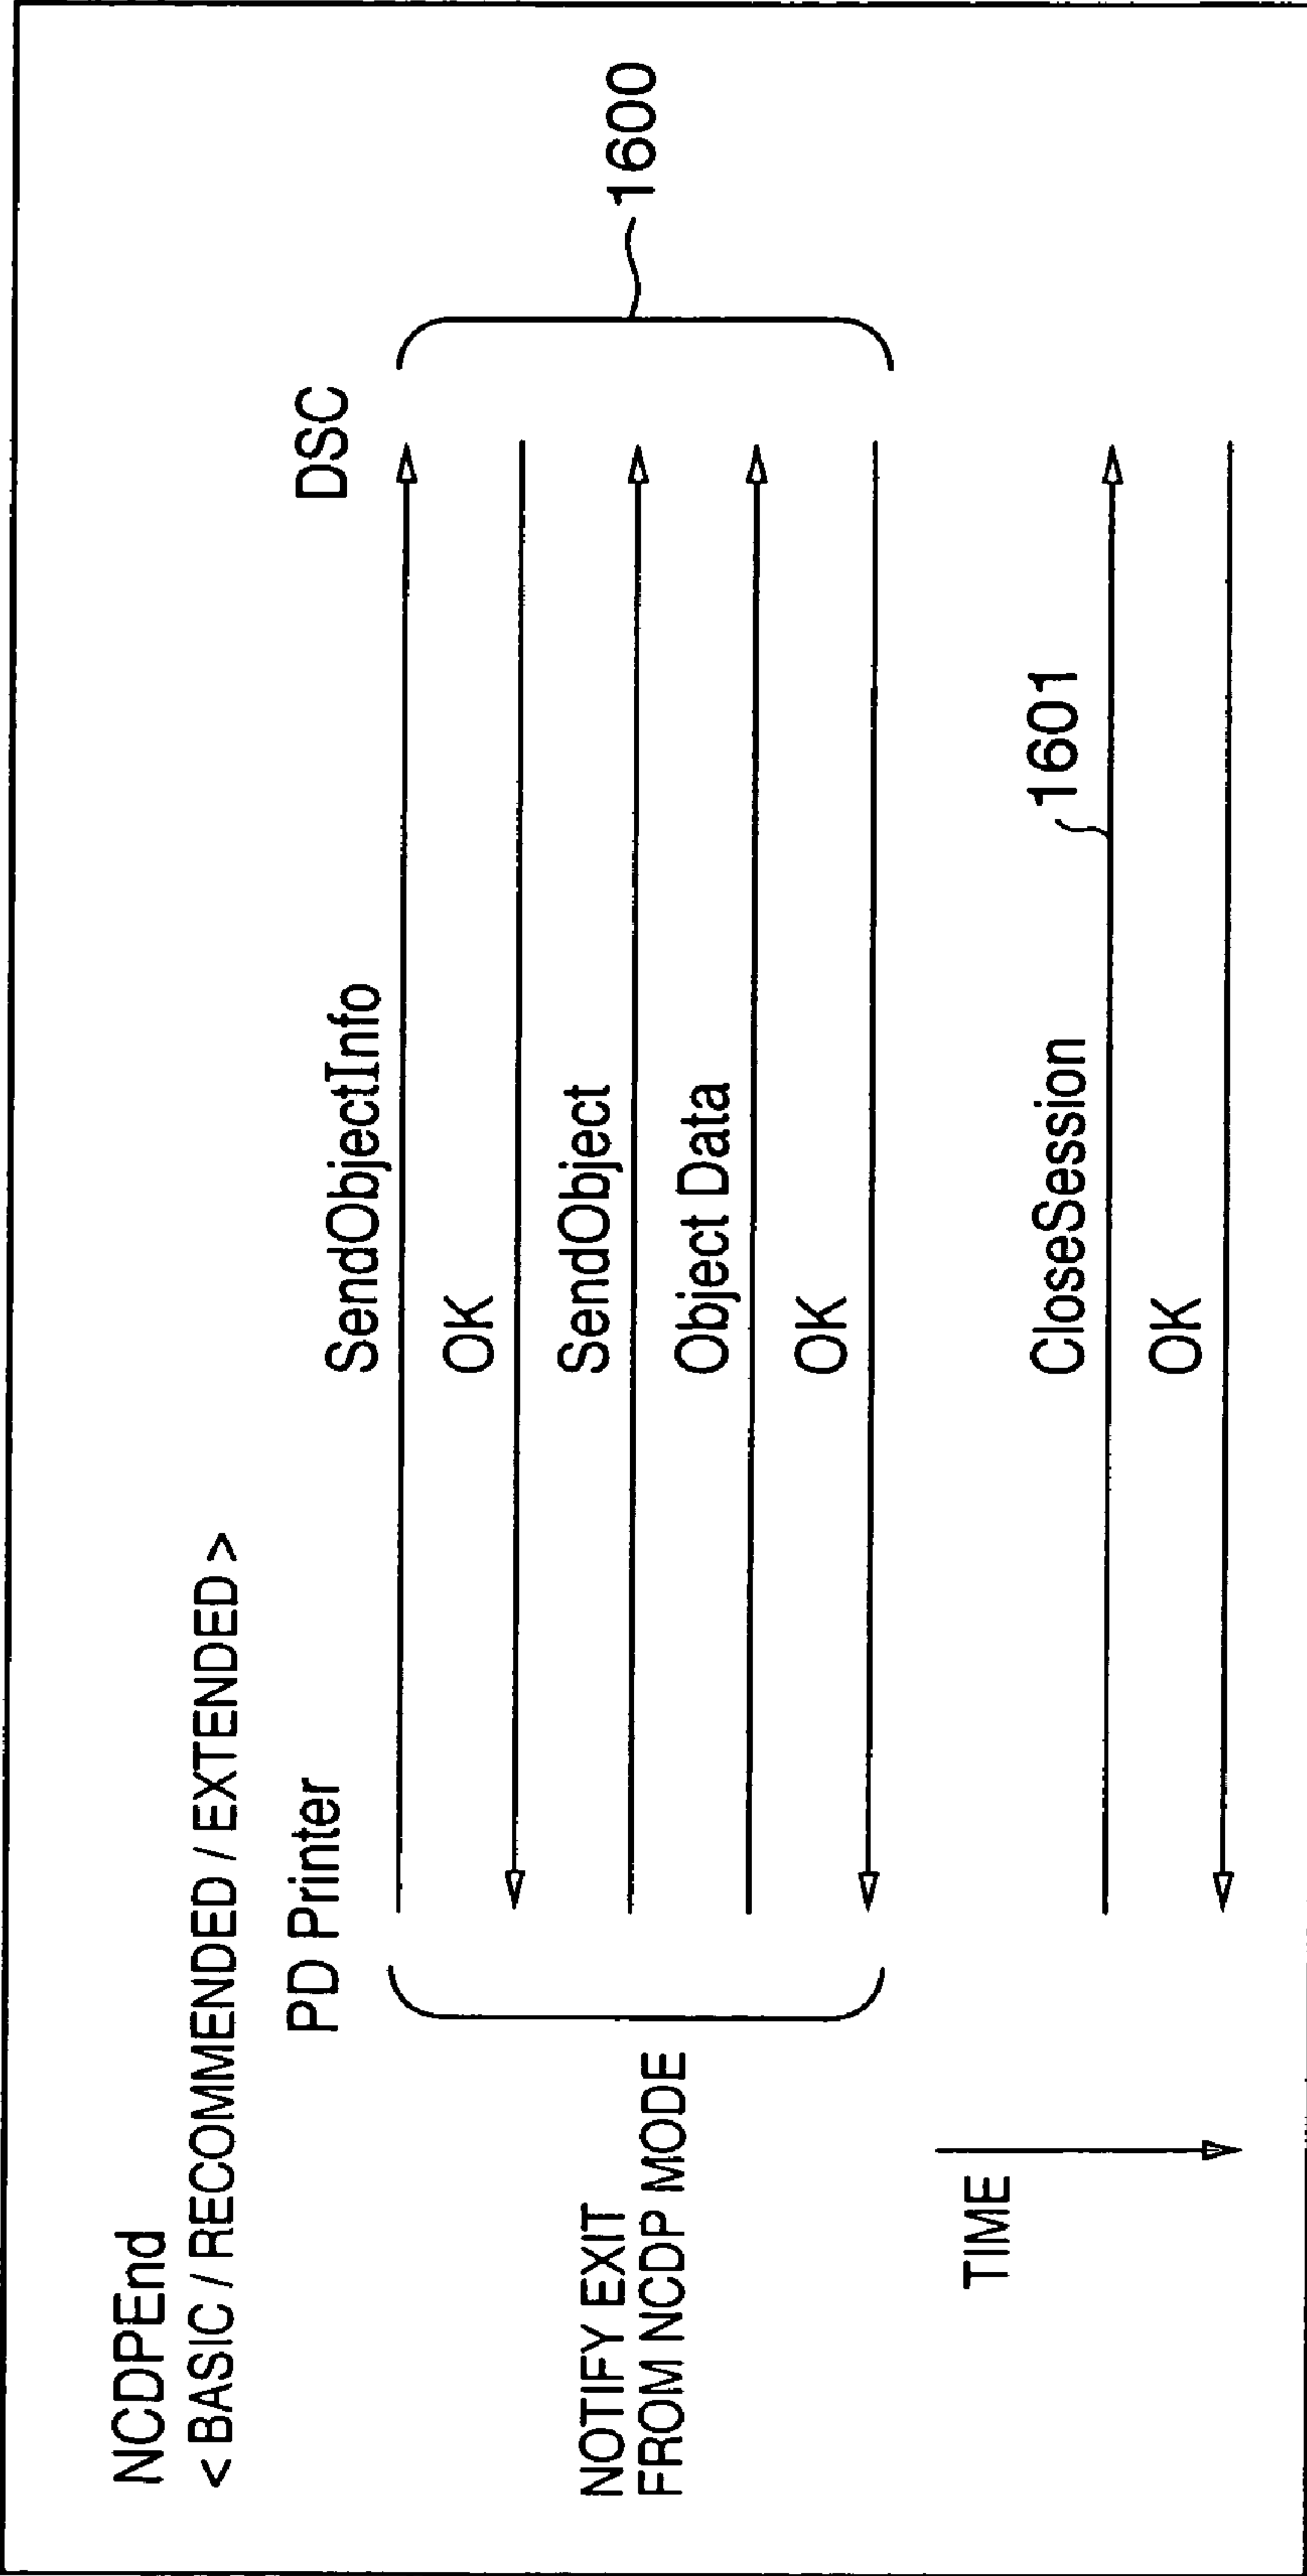 NCDPEnd
< BASIC / RECOMMENDED / EXTENDED >
PD Printer
DSC
SendObjectInfo
OK
SendObject
Object Data
OK
1600
NOTIFY EXIT
FROM NCDP MODE
TIME
1601
CloseSession
OK